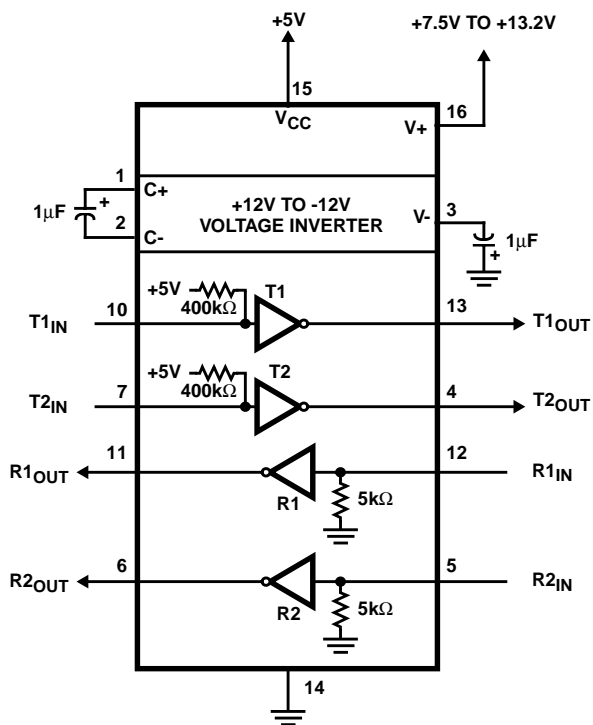 +5V
+7.5V TO +13.2V
15
16
VCC
V+
1
C+
+
1μF
2
C-
+12V TO -12V
VOLTAGE INVERTER
V-
3
1μF
+
+5V
400kΩ
T1
T1IN
10
13
T1OUT
+5V
400kΩ
T2
T2IN
7
4
T2OUT
R1OUT
11
R1
5kΩ
12
R1IN
R2OUT
6
R2
5kΩ
5
R2IN
14